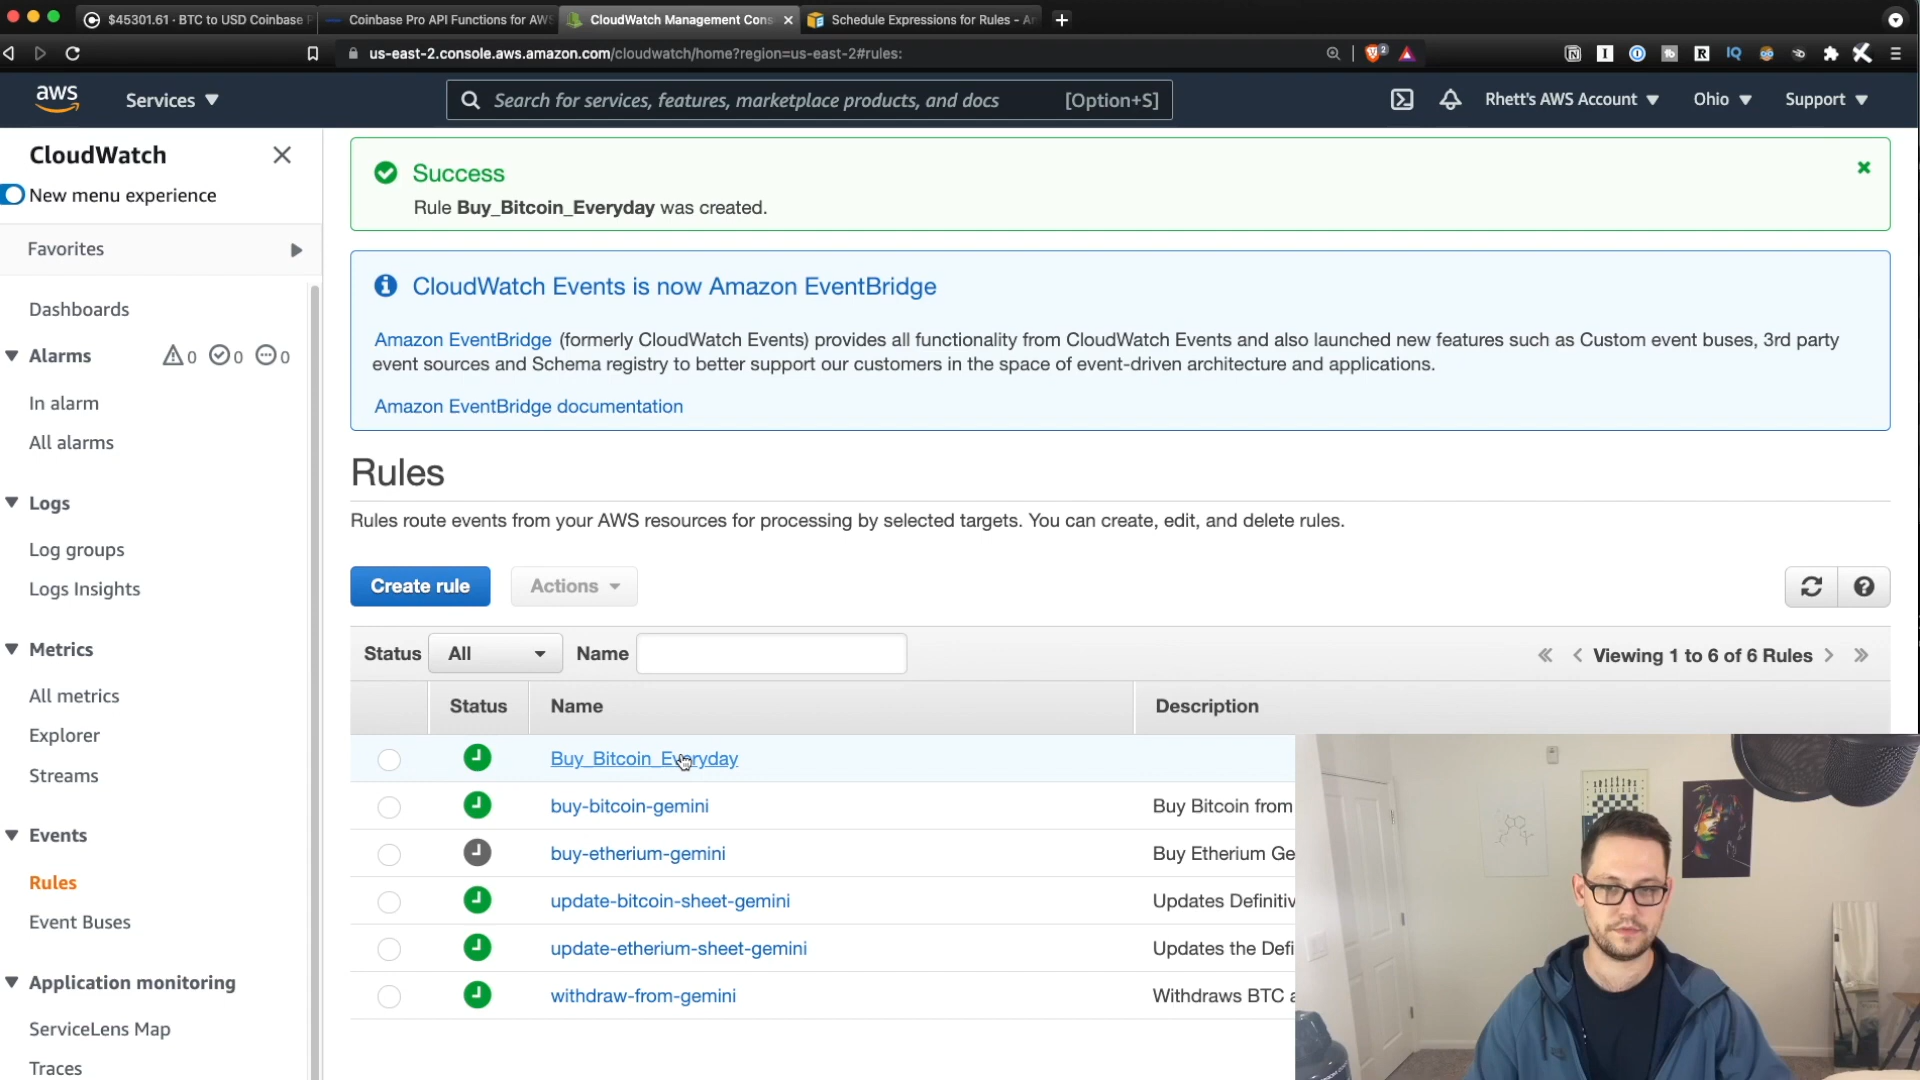 $45301.61 · BTC to USD Coinbase P
Coinbase Pro API Functions for AWS
CloudWatch Management Cons
Schedule Expressions for Rules - Am
us-east-2.console.aws.amazon.com/cloudwatch/home?region=us-east-2#rules:
2
aws
Services
Search for services, features, marketplace products, and docs
[Option+S]
Rhett's AWS Account
Ohio
Support
CloudWatch
New menu experience
Favorites
Dashboards
Alarms
0 0 0
In alarm
All alarms
Logs
Log groups
Logs Insights
Metrics
All metrics
Explorer
Streams
Events
Rules
Event Buses
Application monitoring
ServiceLens Map
Traces
Success
Rule Buy_Bitcoin_Everyday was created.
CloudWatch Events is now Amazon EventBridge
Amazon EventBridge (formerly CloudWatch Events) provides all functionality from CloudWatch Events and also launched new features such as Custom event buses, 3rd party
event sources and Schema registry to better support our customers in the space of event-driven architecture and applications.
Amazon EventBridge documentation
Rules
Rules route events from your AWS resources for processing by selected targets. You can create, edit, and delete rules.
Create rule
Actions
Status
All
Name
Viewing 1 to 6 of 6 Rules
Status
Name
Description
Buy_Bitcoin_Everyday
buy-bitcoin-gemini
Buy Bitcoin from
buy-etherium-gemini
Buy Etherium Ge
update-bitcoin-sheet-gemini
Updates Definitiv
update-etherium-sheet-gemini
Updates the Defi
withdraw-from-gemini
Withdraws BTC a